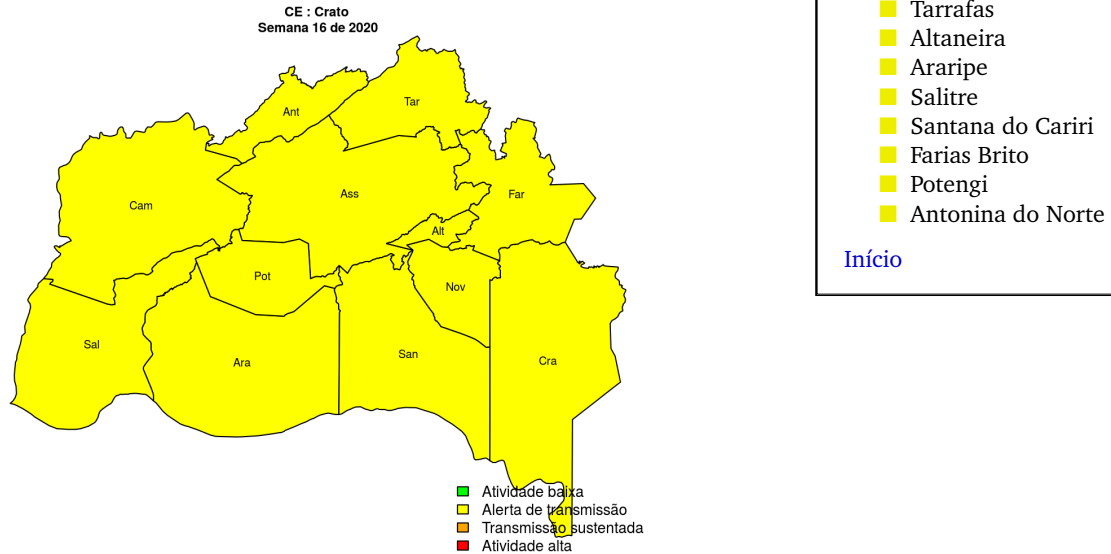 CE : Crato
Semana 16 de 2020
Ant
Tar
Cam
Ass
Far
Alt
Pot
Nov
Sal
Ara
San
Cra
Atividade baixa
Alerta de transmissão
Transmissão sustentada
Atividade alta
Tarrafas
Altaneira
Araripe
Salitre
Santana do Cariri
Farias Brito
Potengi
Antonina do Norte
Início